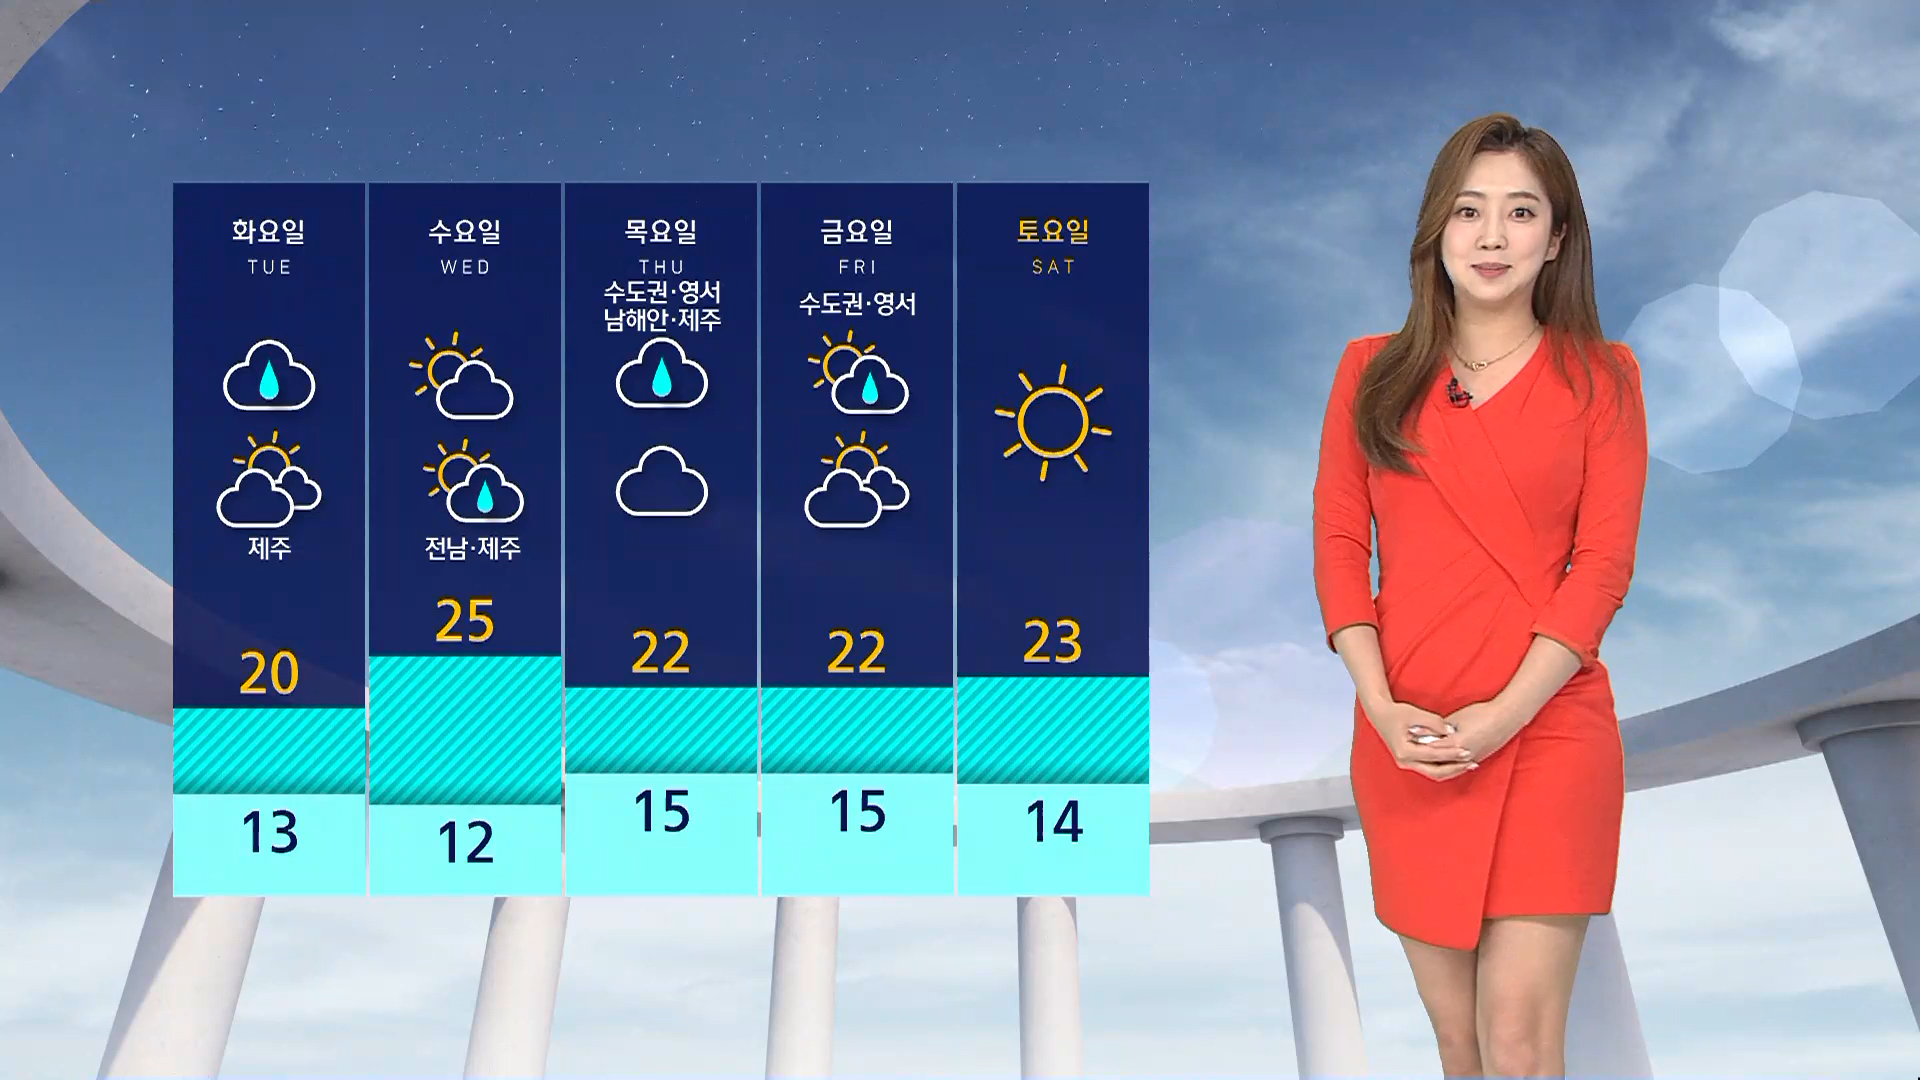 화요일
TUE
제주
20
13
수요일
WED
전남·제주
25
12
목요일
THU
수도권·영서
남해안·제주
22
15
금요일
FRI
수도권·영서
22
15
토요일
SAT
23
14